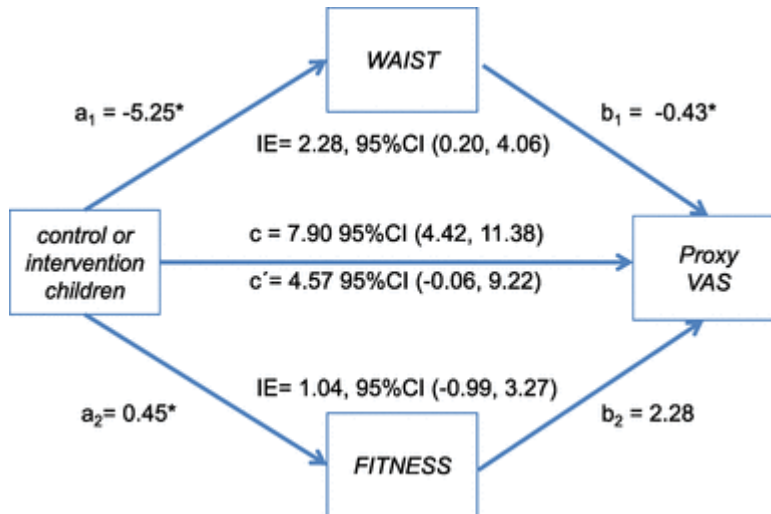 WAIST
a₁ = -5.25*
b₁ = -0.43*
IE= 2.28, 95%CI (0.20, 4.06)
control or
intervention
children
c = 7.90 95%CI (4.42, 11.38)
c´= 4.57 95%CI (-0.06, 9.22)
Proxy
VAS
IE= 1.04, 95%CI (-0.99, 3.27)
a₂= 0.45*
b₂ = 2.28
FITNESS